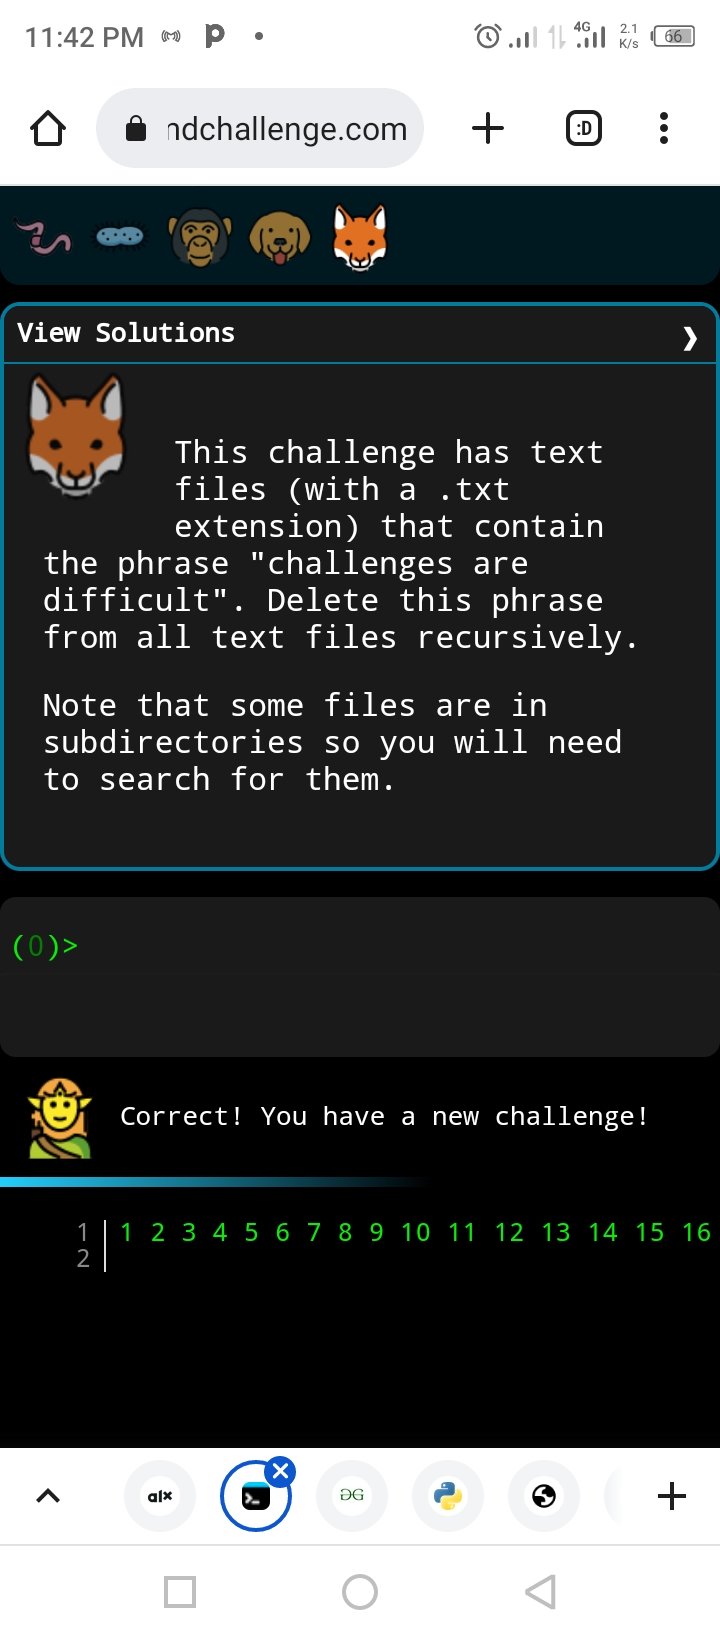 11:42 PM
4G
2.1
K/s
66
ndchallenge.com
:D
View Solutions
This challenge has text
files (with a .txt
extension) that contain
the phrase "challenges are
difficult". Delete this phrase
from all text files recursively.
Note that some files are in
subdirectories so you will need
to search for them.
(0)>
Correct! You have a new challenge!
1 1 2 3 4 5 6 7 8 9 10 11 12 13 14 15 16
2
alx